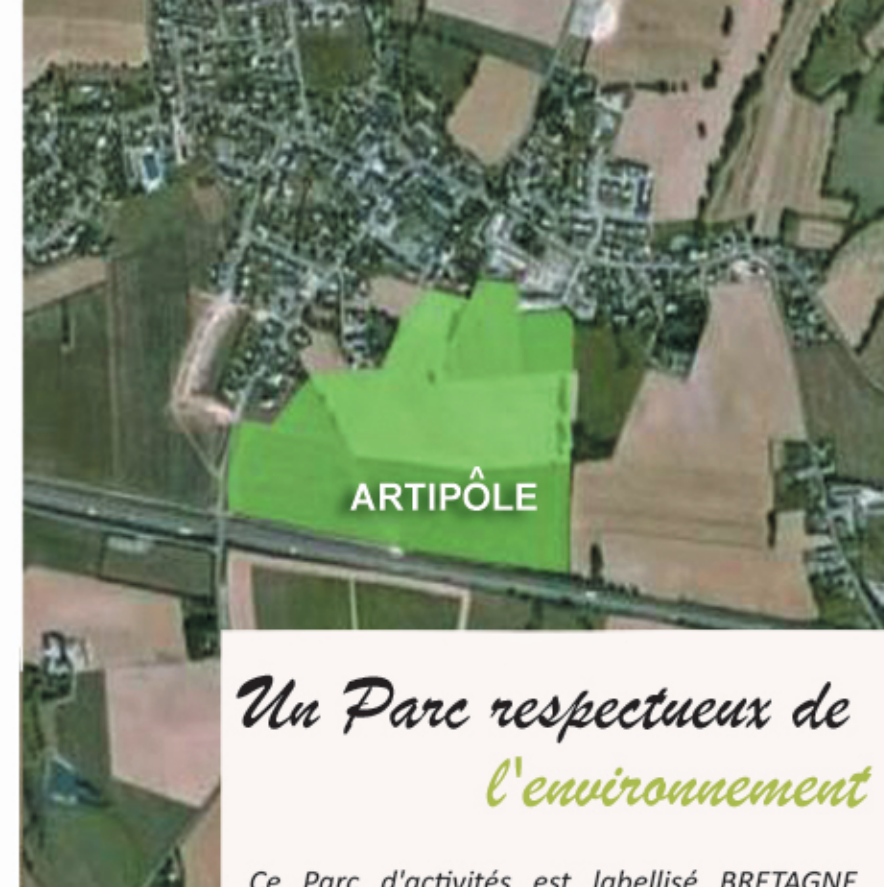 ARTIPÔLE
Un Parc respectueux de
l'environnement
Ce Parc d'activités est labellisé BRETAGNE